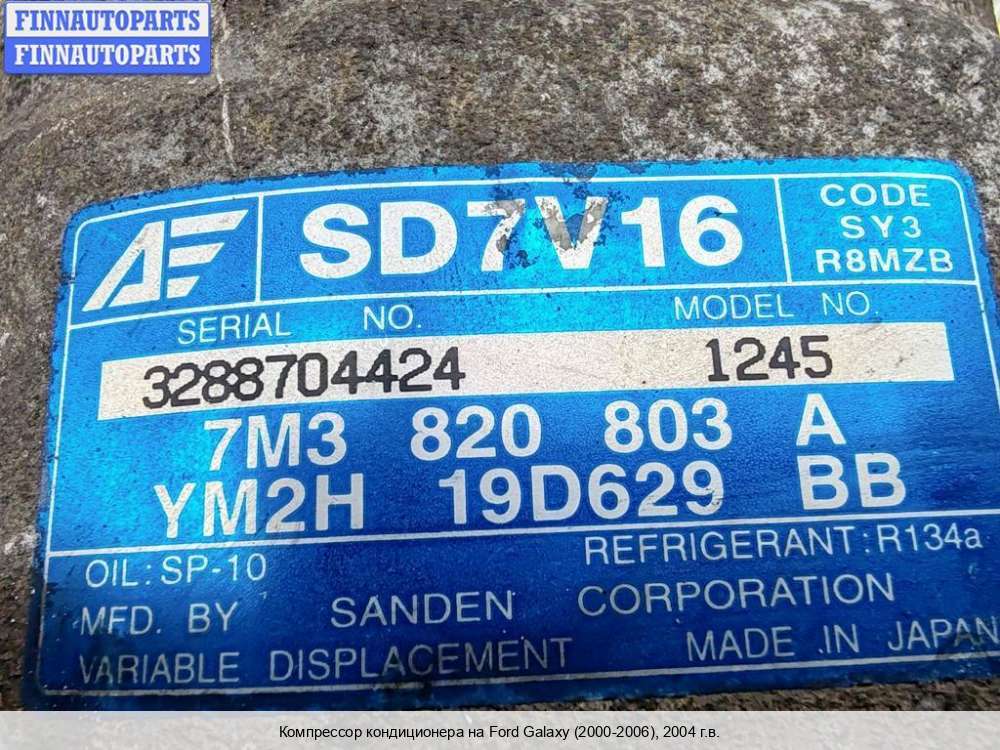 FINNAUTOPARTS
FINNAUTOPARTS
AE SD7V16 CODE
SY3
R8MZB
SERIAL NO. MODEL NO.
3288704424 1245
7M3 820 803 A
YM2H 19D629 BB
OIL: SP-10 REFRIGERANT: R134a
MFD. BY SANDEN CORPORATION
VARIABLE DISPLACEMENT MADE IN JAPAN
Компрессор кондиционера на Ford Galaxy (2000-2006), 2004 г.в.